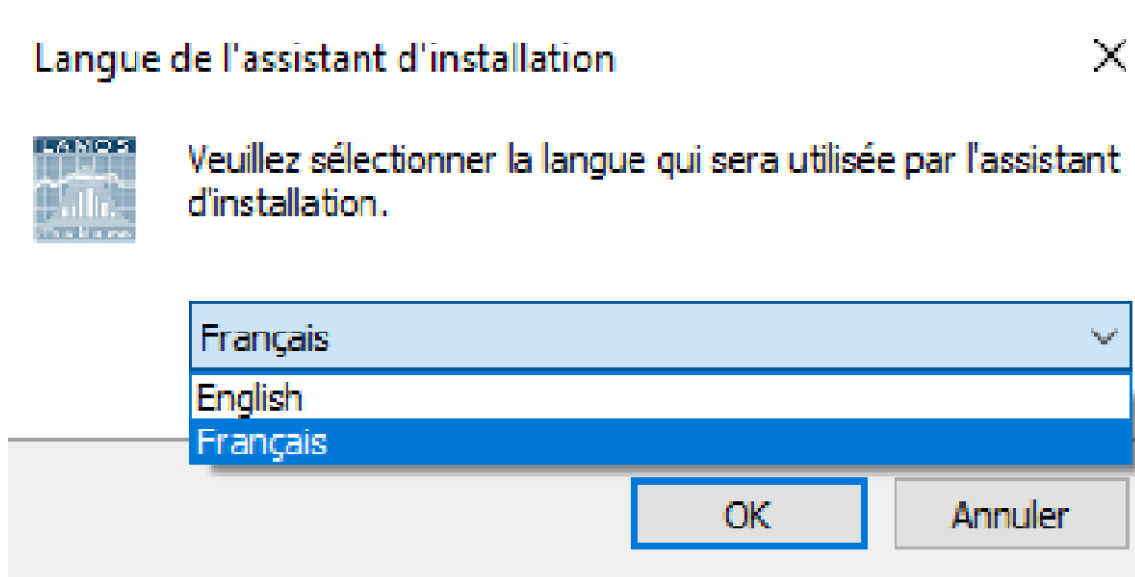 Langue de l'assistant d'installation
LANOS
Veuillez sélectionner la langue qui sera utilisée par l'assistant
d'installation.
Français
English
Français
OK
Annuler